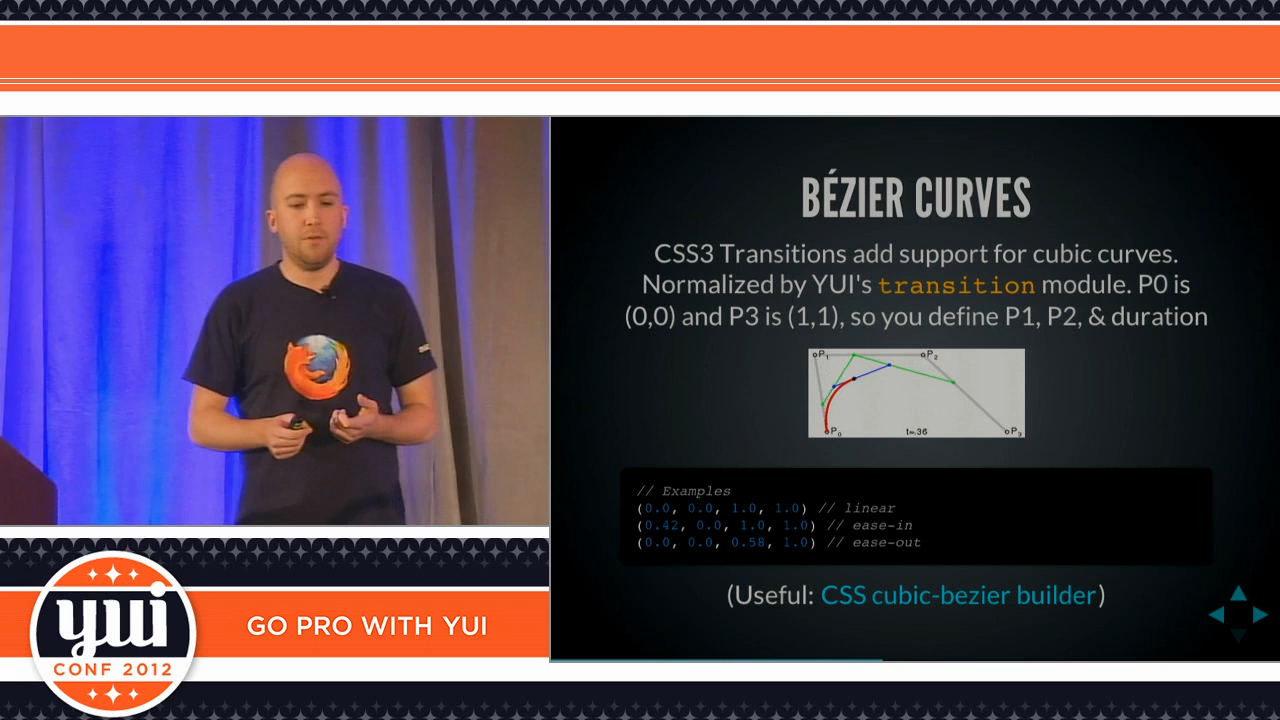 BÉZIER CURVES
CSS3 Transitions add support for cubic curves.
Normalized by YUI's transition module. P0 is
(0,0) and P3 is (1,1), so you define P1, P2, & duration
P1 P2
P0 t=.36 P3
// Examples
(0.0, 0.0, 1.0, 1.0) // linear
(0.42, 0.0, 1.0, 1.0) // ease-in
(0.0, 0.0, 0.58, 1.0) // ease-out
(Useful: CSS cubic-bezier builder)
yui
CONF 2012
GO PRO WITH YUI